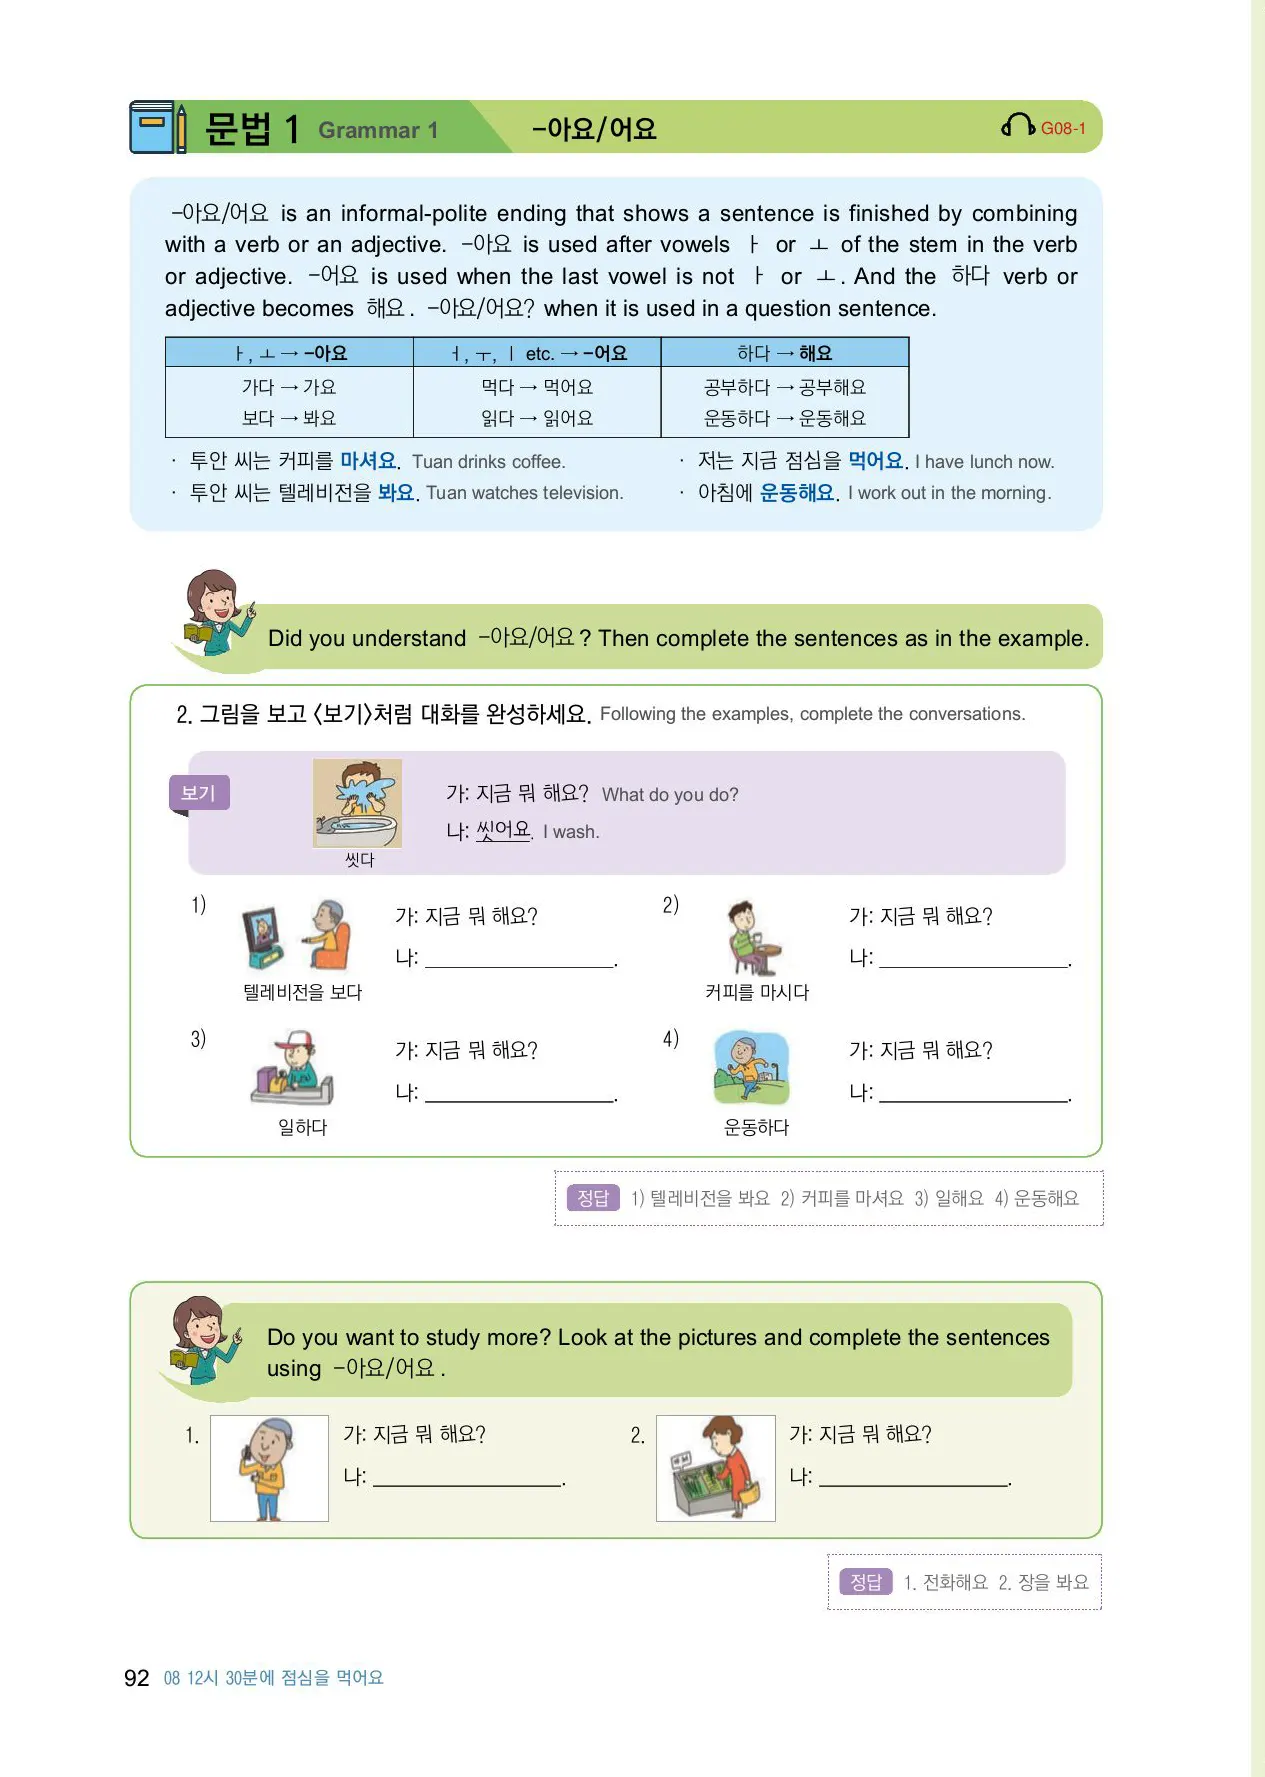 문법 1 Grammar 1 -아요/어요 G08-1
-아요/어요 is an informal-polite ending that shows a sentence is finished by combining
with a verb or an adjective. -아요 is used after vowels ㅏ or ㅗ of the stem in the verb
or adjective. -어요 is used when the last vowel is not ㅏ or ㅗ. And the 하다 verb or
adjective becomes 해요. -아요/어요? when it is used in a question sentence.
ㅏ, ㅗ → -아요 ㅓ, ㅜ, ㅣ etc. → -어요 하다 → 해요
가다 → 가요 먹다 → 먹어요 공부하다 → 공부해요
보다 → 봐요 읽다 → 읽어요 운동하다 → 운동해요
· 투안 씨는 커피를 마셔요. Tuan drinks coffee. · 저는 지금 점심을 먹어요. I have lunch now.
· 투안 씨는 텔레비전을 봐요. Tuan watches television. · 아침에 운동해요. I work out in the morning.
Did you understand -아요/어요? Then complete the sentences as in the example.
2. 그림을 보고 〈보기〉처럼 대화를 완성하세요. Following the examples, complete the conversations.
보기
가: 지금 뭐 해요? What do you do?
나: 씻어요. I wash.
씻다
1) 가: 지금 뭐 해요?
나: ______.
텔레비전을 보다
2) 가: 지금 뭐 해요?
나: ______.
커피를 마시다
3) 가: 지금 뭐 해요?
나: ______.
일하다
4) 가: 지금 뭐 해요?
나: ______.
운동하다
정답 1) 텔레비전을 봐요 2) 커피를 마셔요 3) 일해요 4) 운동해요
Do you want to study more? Look at the pictures and complete the sentences
using -아요/어요.
1. 가: 지금 뭐 해요?
나: ______.
2. 가: 지금 뭐 해요?
나: ______.
정답 1. 전화해요 2. 장을 봐요
92 08 12시 30분에 점심을 먹어요